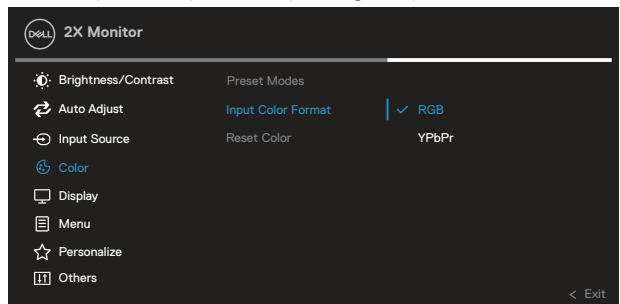 DELL 2X Monitor
Brightness/Contrast Preset Modes
Auto Adjust Input Color Format RGB
Input Source Reset Color YPbPr
Color
Display
Menu
Personalize
Others
< Exit